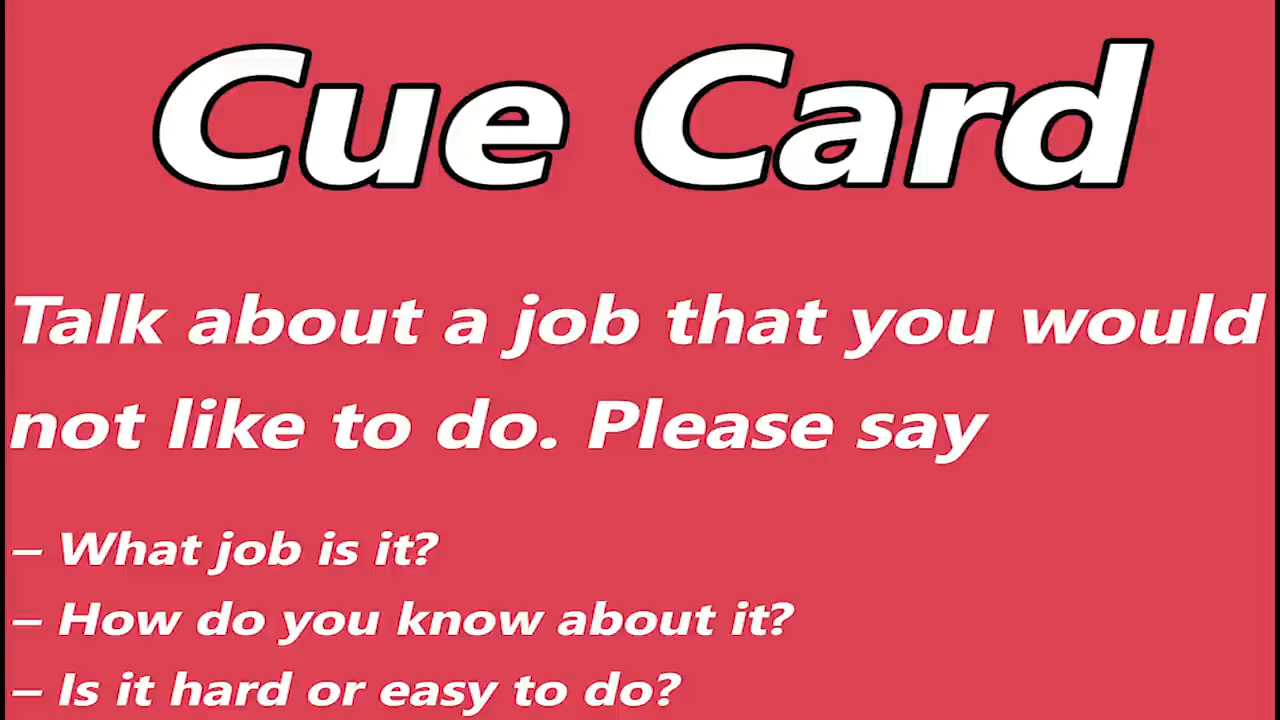 Cue Card
Talk about a job that you would
not like to do. Please say
– What job is it?
– How do you know about it?
– Is it hard or easy to do?